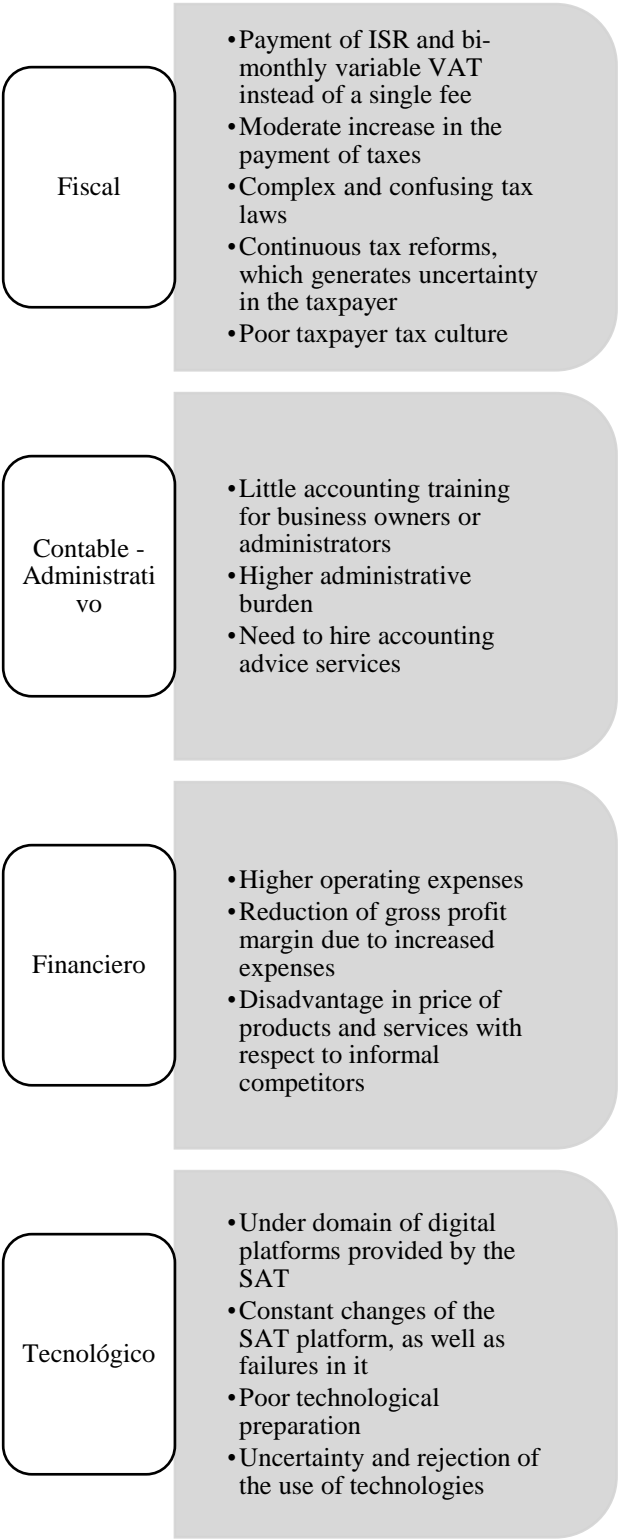 Fiscal
•Payment of ISR and bi-
monthly variable VAT
instead of a single fee
•Moderate increase in the
payment of taxes
•Complex and confusing tax
laws
•Continuous tax reforms,
which generates uncertainty
in the taxpayer
•Poor taxpayer tax culture
Contable -
Administrati
vo
•Little accounting training
for business owners or
administrators
•Higher administrative
burden
•Need to hire accounting
advice services
Financiero
•Higher operating expenses
•Reduction of gross profit
margin due to increased
expenses
•Disadvantage in price of
products and services with
respect to informal
competitors
Tecnológico
•Under domain of digital
platforms provided by the
SAT
•Constant changes of the
SAT platform, as well as
failures in it
•Poor technological
preparation
•Uncertainty and rejection of
the use of technologies